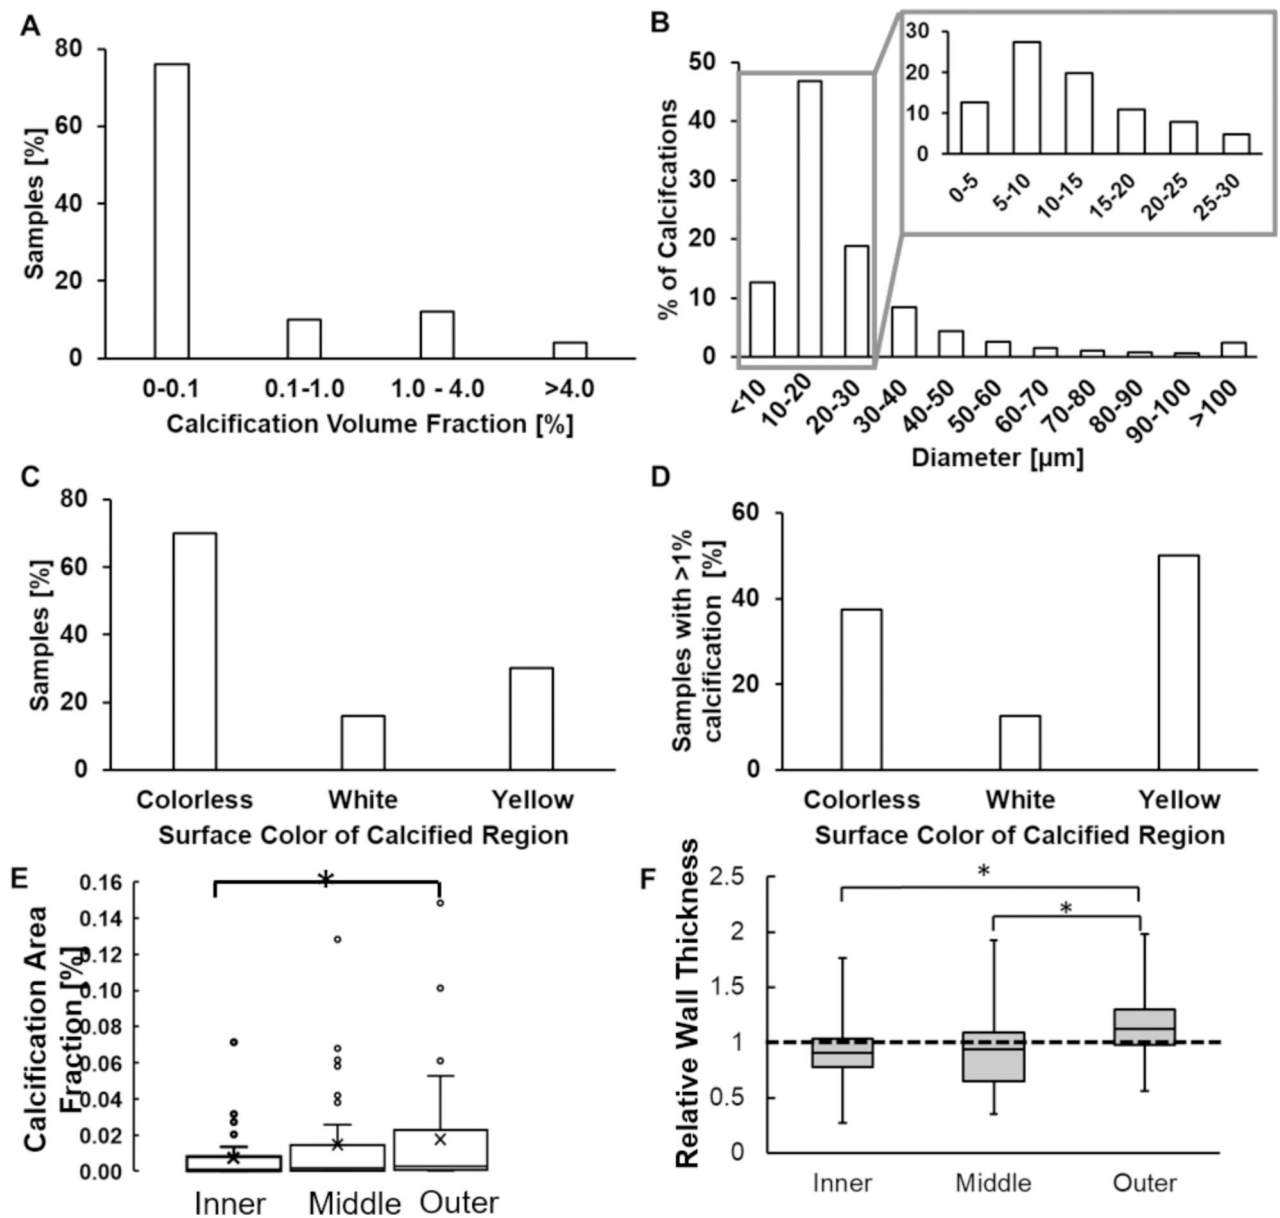 A
80
60
40
20
0
Samples [%]
0-0.1 0.1-1.0 1.0 - 4.0 >4.0
Calcification Volume Fraction [%]
B
50
40
30
20
10
0
% of Calcifcations
<10 10-20 20-30 30-40 40-50 50-60 60-70 70-80 80-90 90-100 >100
Diameter [µm]
30
20
10
0
0-5 5-10 10-15 15-20 20-25 25-30
C
80
60
40
20
0
Samples [%]
Colorless White Yellow
Surface Color of Calcified Region
D
60
40
20
0
Samples with >1%
calcification [%]
Colorless White Yellow
Surface Color of Calcified Region
E
0.16
0.14
0.12
0.10
0.08
0.06
0.04
0.02
0.00
Calcification Area
Fraction [%]
*
Inner Middle Outer
F
2.5
2
1.5
1
0.5
0
Relative Wall Thickness
*
*
Inner Middle Outer